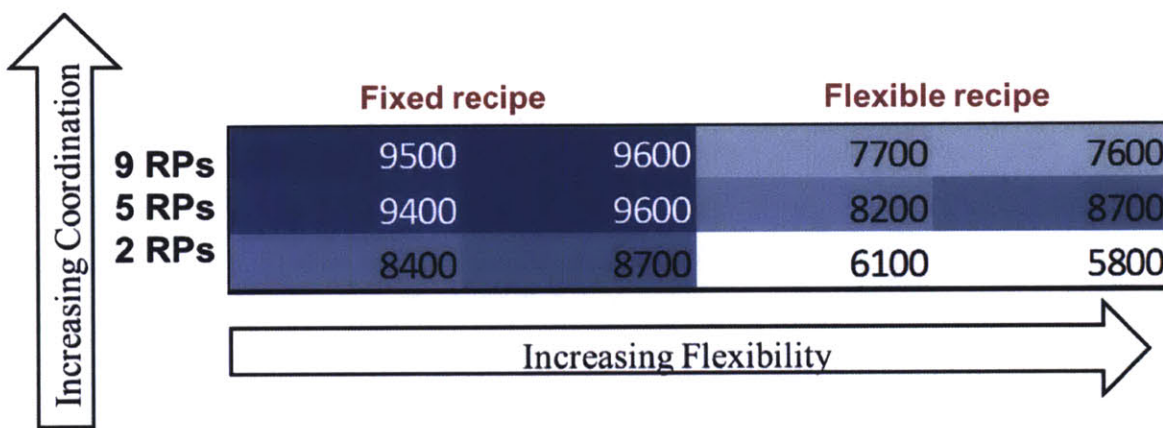 Increasing Coordination
Fixed recipe Flexible recipe
9 RPs 9500 9600 7700 7600
5 RPs 9400 9600 8200 8700
2 RPs 8400 8700 6100 5800
Increasing Flexibility